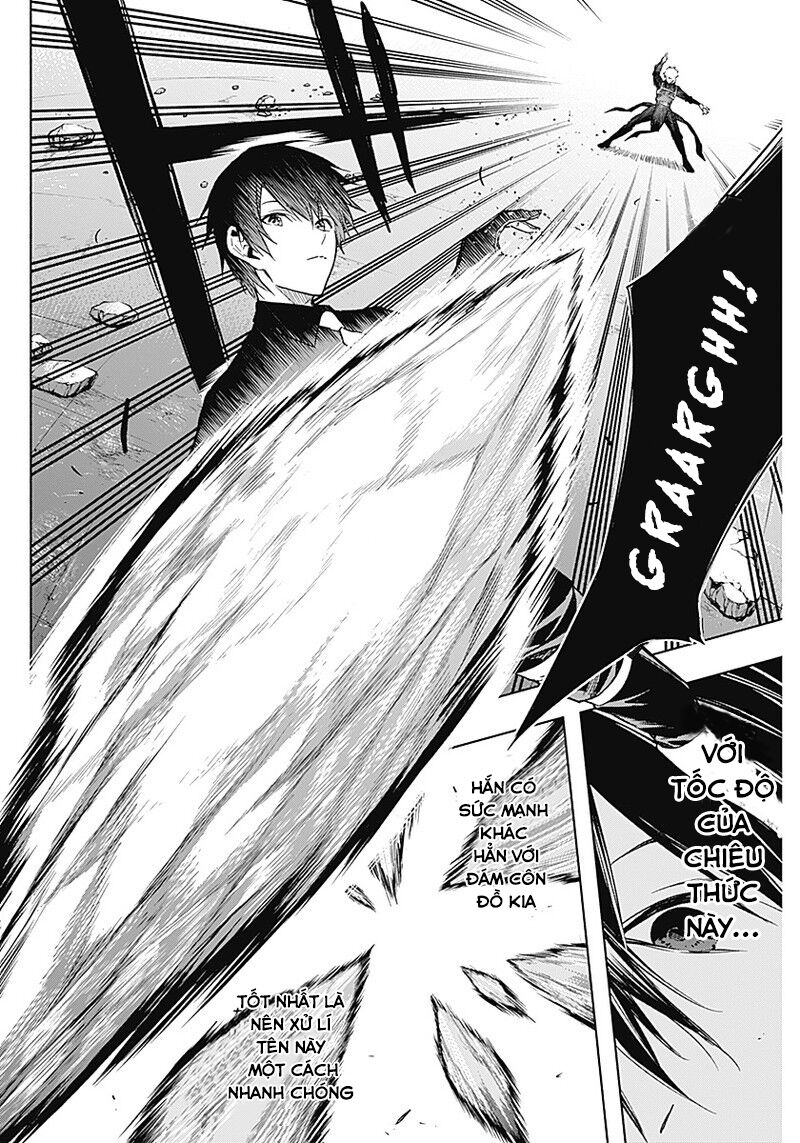 GRAARGHH!
VỚI
TỐC ĐỘ
CỦA
CHIÊU
THỨC
NÀY...
HẮN CÓ
SỨC MẠNH
KHÁC
HẲN VỚI
ĐÁM CÔN
ĐỒ KIA
TỐT NHẤT LÀ
NÊN XỬ LÍ
TÊN NÀY
MỘT CÁCH
NHANH CHÓNG